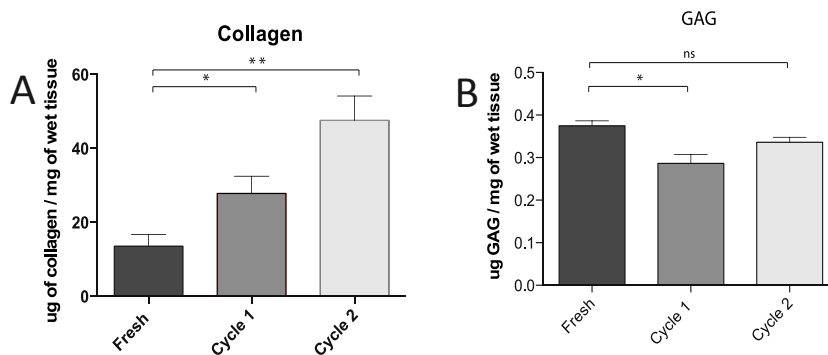 A
Collagen
**
*
ug of collagen / mg of wet tissue
60
40
20
0
Fresh
Cycle 1
Cycle 2
B
GAG
ns
*
ug GAG / mg of wet tissue
0.5
0.4
0.3
0.2
0.1
0.0
Fresh
Cycle 1
Cycle 2